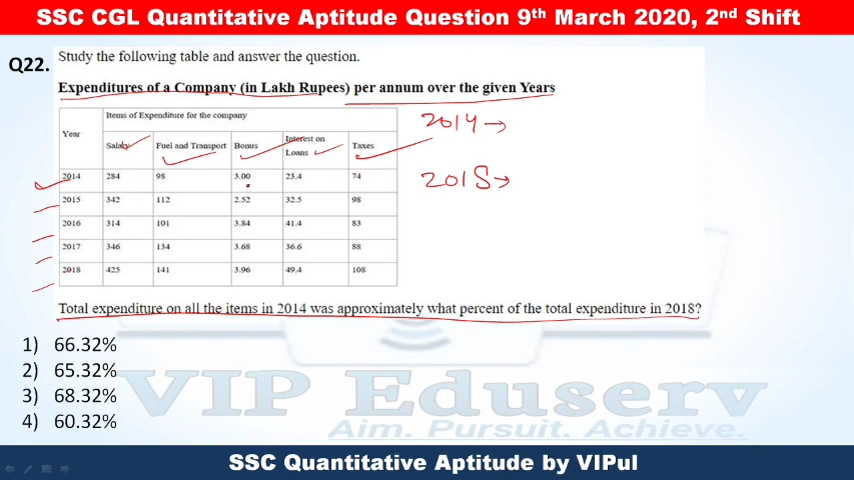 SSC CGL Quantitative Aptitude Question 9th March 2020, 2nd Shift
Q22.
Study the following table and answer the question.
Expenditures of a Company (in Lakh Rupees) per annum over the given Years
Year
Items of Expenditure for the company
Salary Fuel and Transport Bonus Interest on Loans Taxes
2014 284 98 3.00 23.4 74
2015 342 112 2.52 32.5 98
2016 314 101 3.84 41.4 83
2017 346 134 3.68 36.6 88
2018 425 141 3.96 49.4 108
2014→
2018→
Total expenditure on all the items in 2014 was approximately what percent of the total expenditure in 2018?
1) 66.32%
2) 65.32%
3) 68.32%
4) 60.32%
VIP Eduserv
Aim. Pursuit. Achieve.
SSC Quantitative Aptitude by VIPul